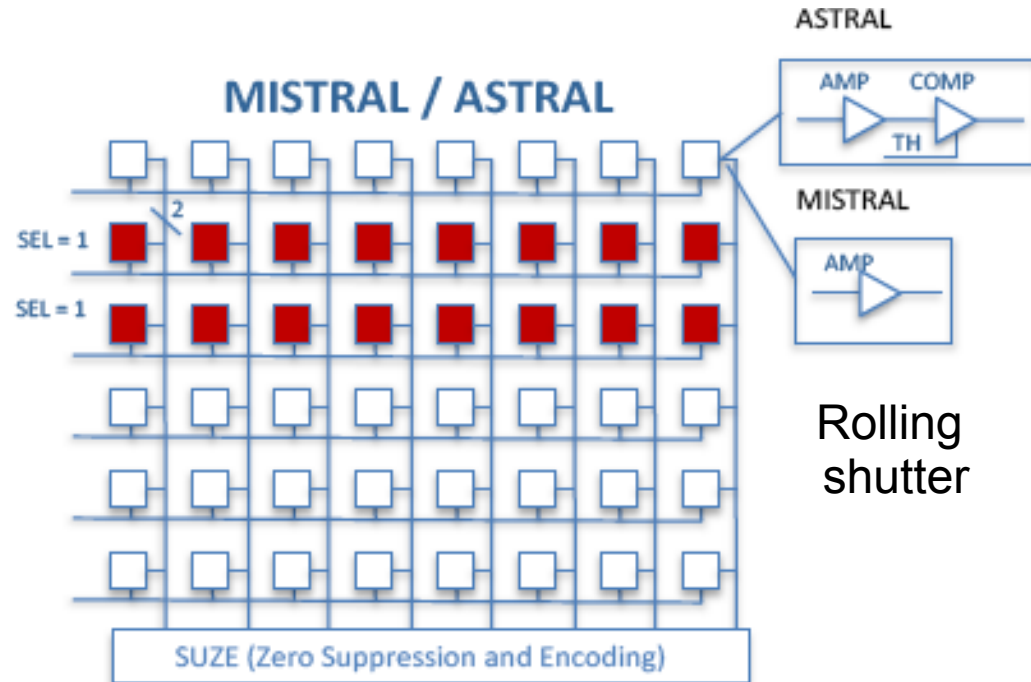 ASTRAL
AMP COMP
TH
MISTRAL / ASTRAL
MISTRAL
AMP
2
SEL = 1
SEL = 1
Rolling
shutter
SUZE (Zero Suppression and Encoding)